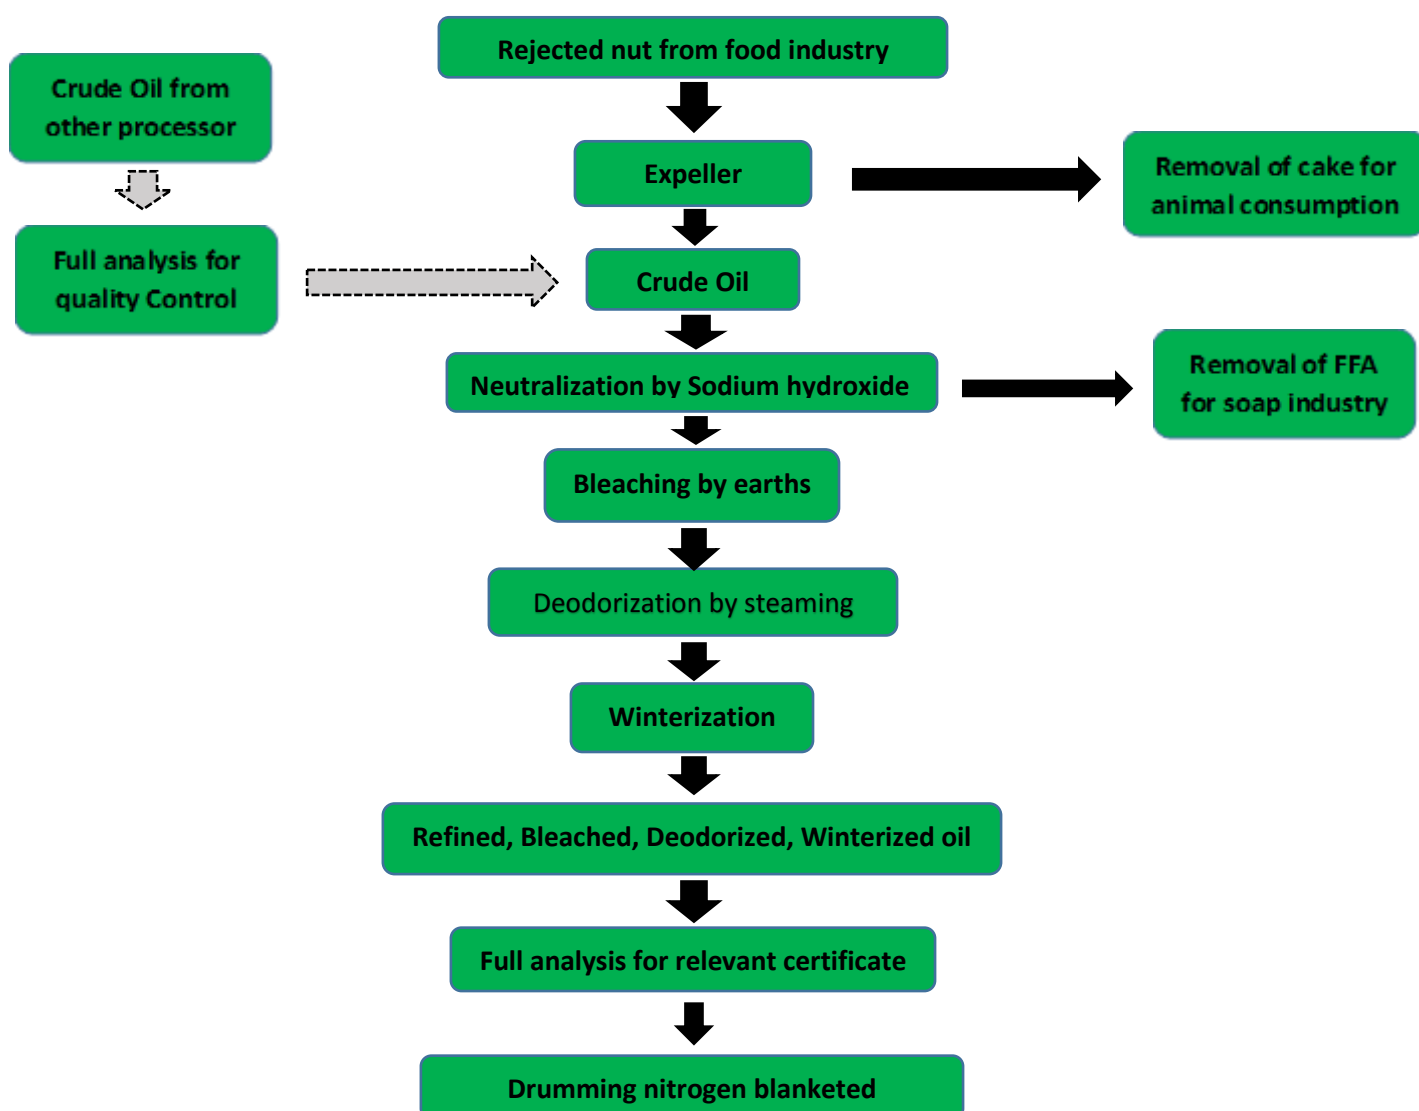 Rejected nut from food industry
Crude Oil from
other processor
Expeller
Removal of cake for
animal consumption
Full analysis for
quality Control
Crude Oil
Neutralization by Sodium hydroxide
Removal of FFA
for soap industry
Bleaching by earths
Deodorization by steaming
Winterization
Refined, Bleached, Deodorized, Winterized oil
Full analysis for relevant certificate
Drumming nitrogen blanketed